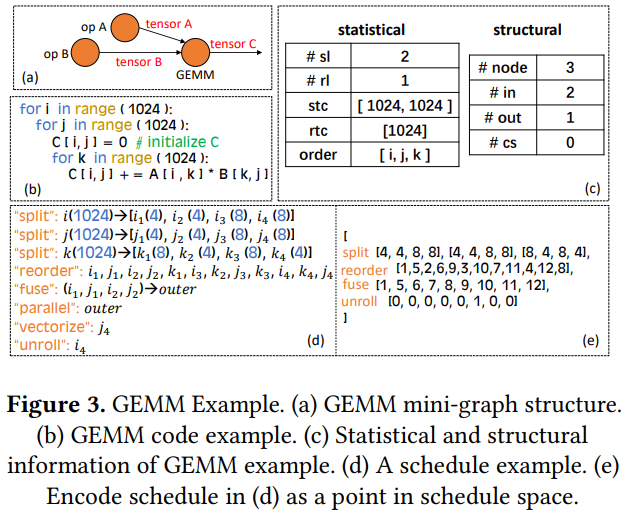 op A
tensor A
tensor C
op B
tensor B
GEMM
(a)
for i in range ( 1024 ):
for j in range ( 1024 ):
C [ i, j ] = 0 # initialize C
for k in range ( 1024 ):
C [ i, j ] += A [ i , k ] * B [ k, j ]
(b)
statistical
# sl 2
# rl 1
stc [ 1024, 1024 ]
rtc [1024]
order [ i, j, k ]
structural
# node 3
# in 2
# out 1
# cs 0
(c)
"split": i(1024)→[i₁(4), i₂ (4), i₃ (8), i₄ (8)]
"split": j(1024)→[j₁(4), j₂ (4), j₃ (8), j₄ (8)]
"split": k(1024)→[k₁(8), k₂ (4), k₃ (8), k₄ (4)]
"reorder": i₁, j₁, i₂, j₂, k₁, i₃, k₂, j₃, k₃, i₄, k₄, j₄
"fuse": (i₁, j₁, i₂, j₂)→outer
"parallel": outer
"vectorize": j₄
"unroll": i₄
(d)
[
split [4, 4, 8, 8], [4, 4, 8, 8], [8, 4, 8, 4],
reorder [1,5,2,6,9,3,10,7,11,4,12,8],
fuse [1, 5, 6, 7, 8, 9, 10, 11, 12],
unroll [0, 0, 0, 0, 0, 1, 0, 0]
]
(e)
Figure 3. GEMM Example. (a) GEMM mini-graph structure.
(b) GEMM code example. (c) Statistical and structural
information of GEMM example. (d) A schedule example. (e)
Encode schedule in (d) as a point in schedule space.